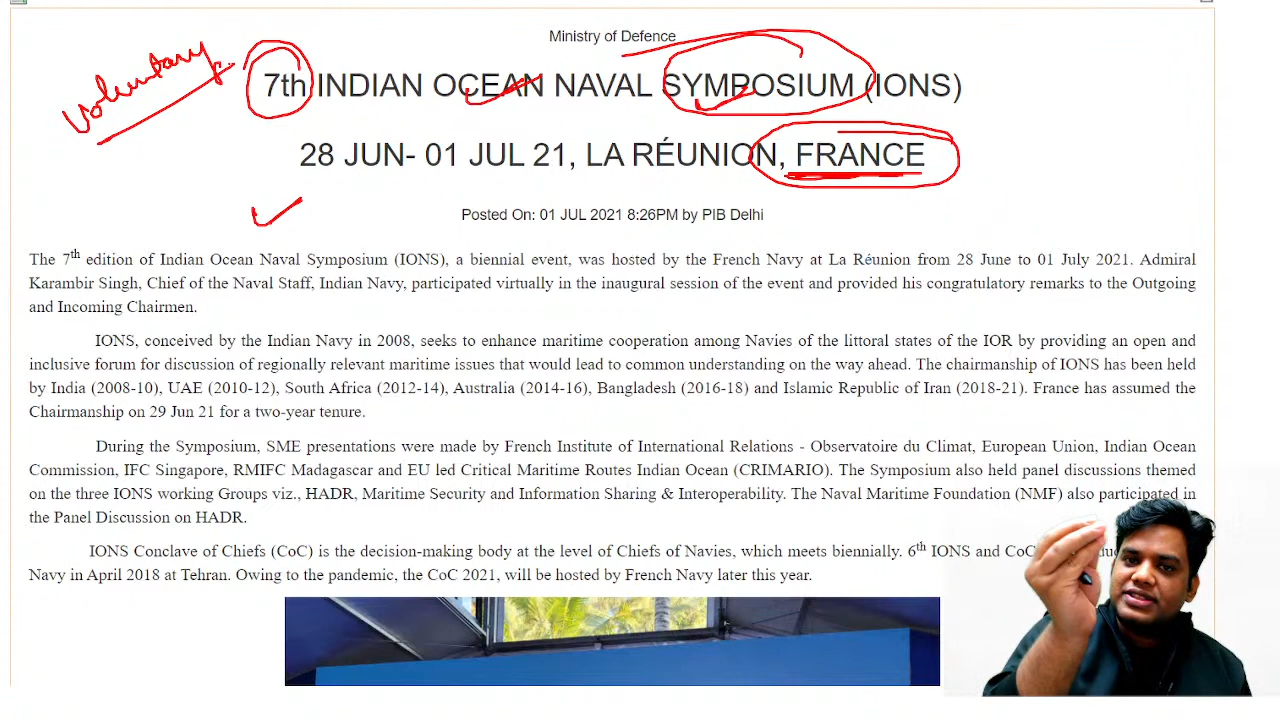 Ministry of Defence
voluntary
7th INDIAN OCEAN NAVAL SYMPOSIUM (IONS)
28 JUN- 01 JUL 21, LA RÉUNION, FRANCE
Posted On: 01 JUL 2021 8:26PM by PIB Delhi
The 7th edition of Indian Ocean Naval Symposium (IONS), a biennial event, was hosted by the French Navy at La Réunion from 28 June to 01 July 2021. Admiral
Karambir Singh, Chief of the Naval Staff, Indian Navy, participated virtually in the inaugural session of the event and provided his congratulatory remarks to the Outgoing
and Incoming Chairmen.
IONS, conceived by the Indian Navy in 2008, seeks to enhance maritime cooperation among Navies of the littoral states of the IOR by providing an open and
inclusive forum for discussion of regionally relevant maritime issues that would lead to common understanding on the way ahead. The chairmanship of IONS has been held
by India (2008-10), UAE (2010-12), South Africa (2012-14), Australia (2014-16), Bangladesh (2016-18) and Islamic Republic of Iran (2018-21). France has assumed the
Chairmanship on 29 Jun 21 for a two-year tenure.
During the Symposium, SME presentations were made by French Institute of International Relations - Observatoire du Climat, European Union, Indian Ocean
Commission, IFC Singapore, RMIFC Madagascar and EU led Critical Maritime Routes Indian Ocean (CRIMARIO). The Symposium also held panel discussions themed
on the three IONS working Groups viz., HADR, Maritime Security and Information Sharing & Interoperability. The Naval Maritime Foundation (NMF) also participated in
the Panel Discussion on HADR.
IONS Conclave of Chiefs (CoC) is the decision-making body at the level of Chiefs of Navies, which meets biennially. 6th IONS and CoC
Navy in April 2018 at Tehran. Owing to the pandemic, the CoC 2021, will be hosted by French Navy later this year.